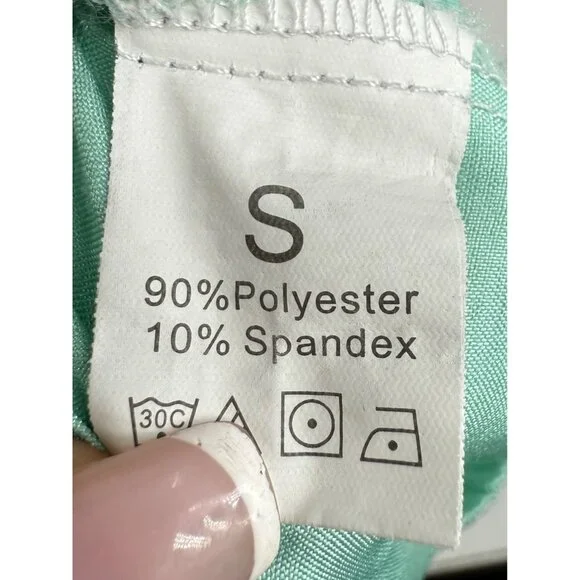 S
90%Polyester
10% Spandex
30C